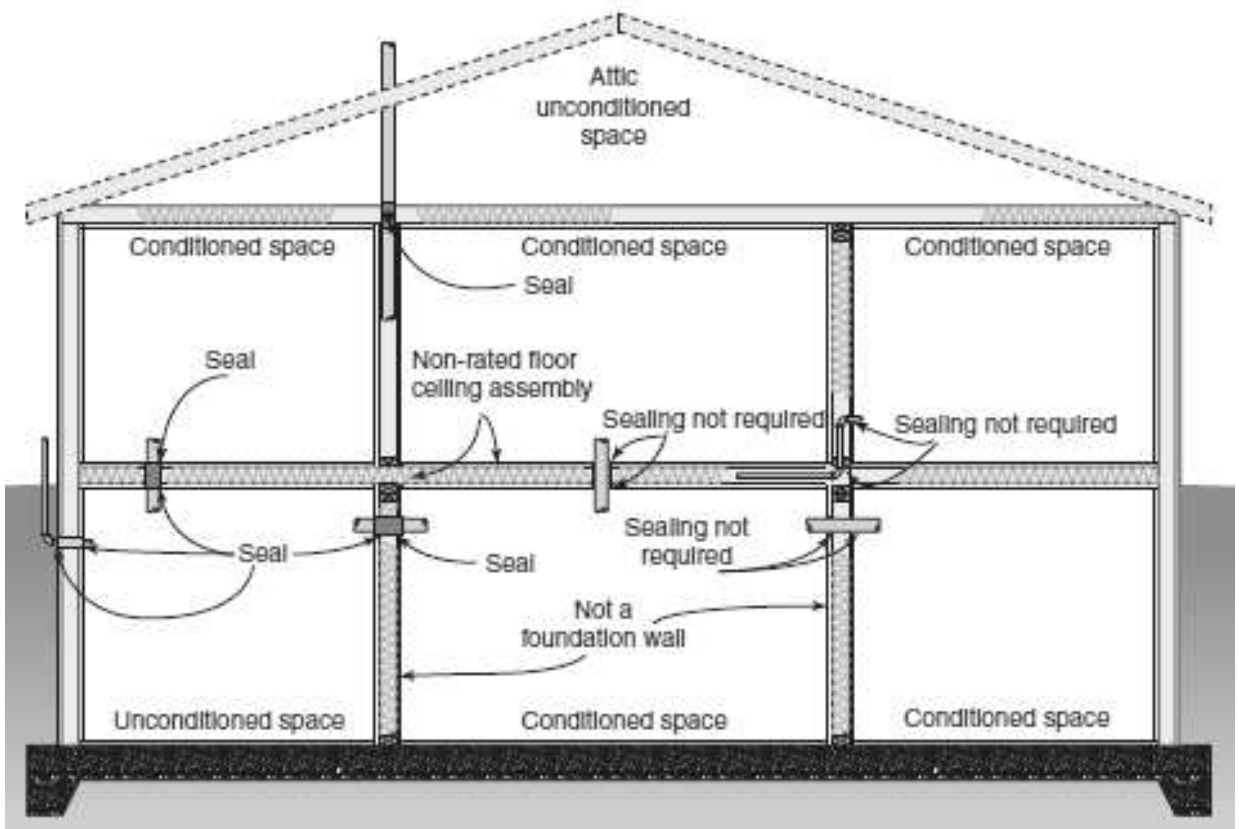 Attic
unconditioned
space
Conditioned space
Conditioned space
Conditioned space
Seal
Seal
Non-rated floor
ceiling assembly
Sealing not required
Sealing not required
Seal
Seal
Sealing not
required
Not a
foundation wall
Unconditioned space
Conditioned space
Conditioned space